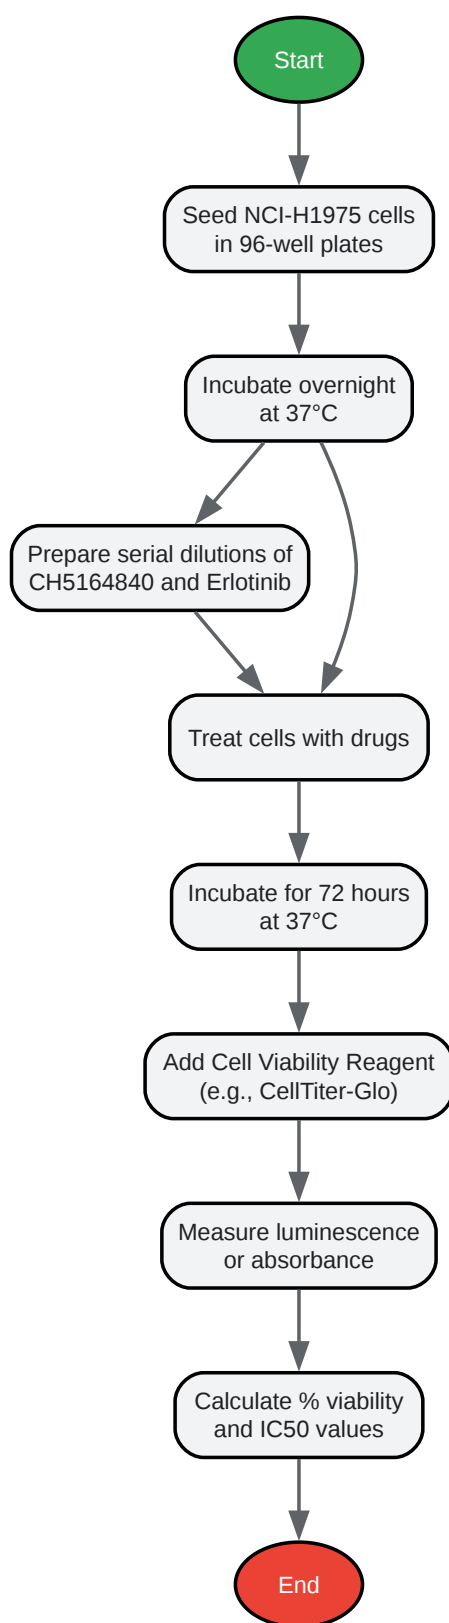 Start
Seed NCI-H1975 cells
in 96-well plates
Incubate overnight
at 37°C
Prepare serial dilutions of
CH5164840 and Erlotinib
Treat cells with drugs
Incubate for 72 hours
at 37°C
Add Cell Viability Reagent
(e.g., CellTiter-Glo)
Measure luminescence
or absorbance
Calculate % viability
and IC50 values
End